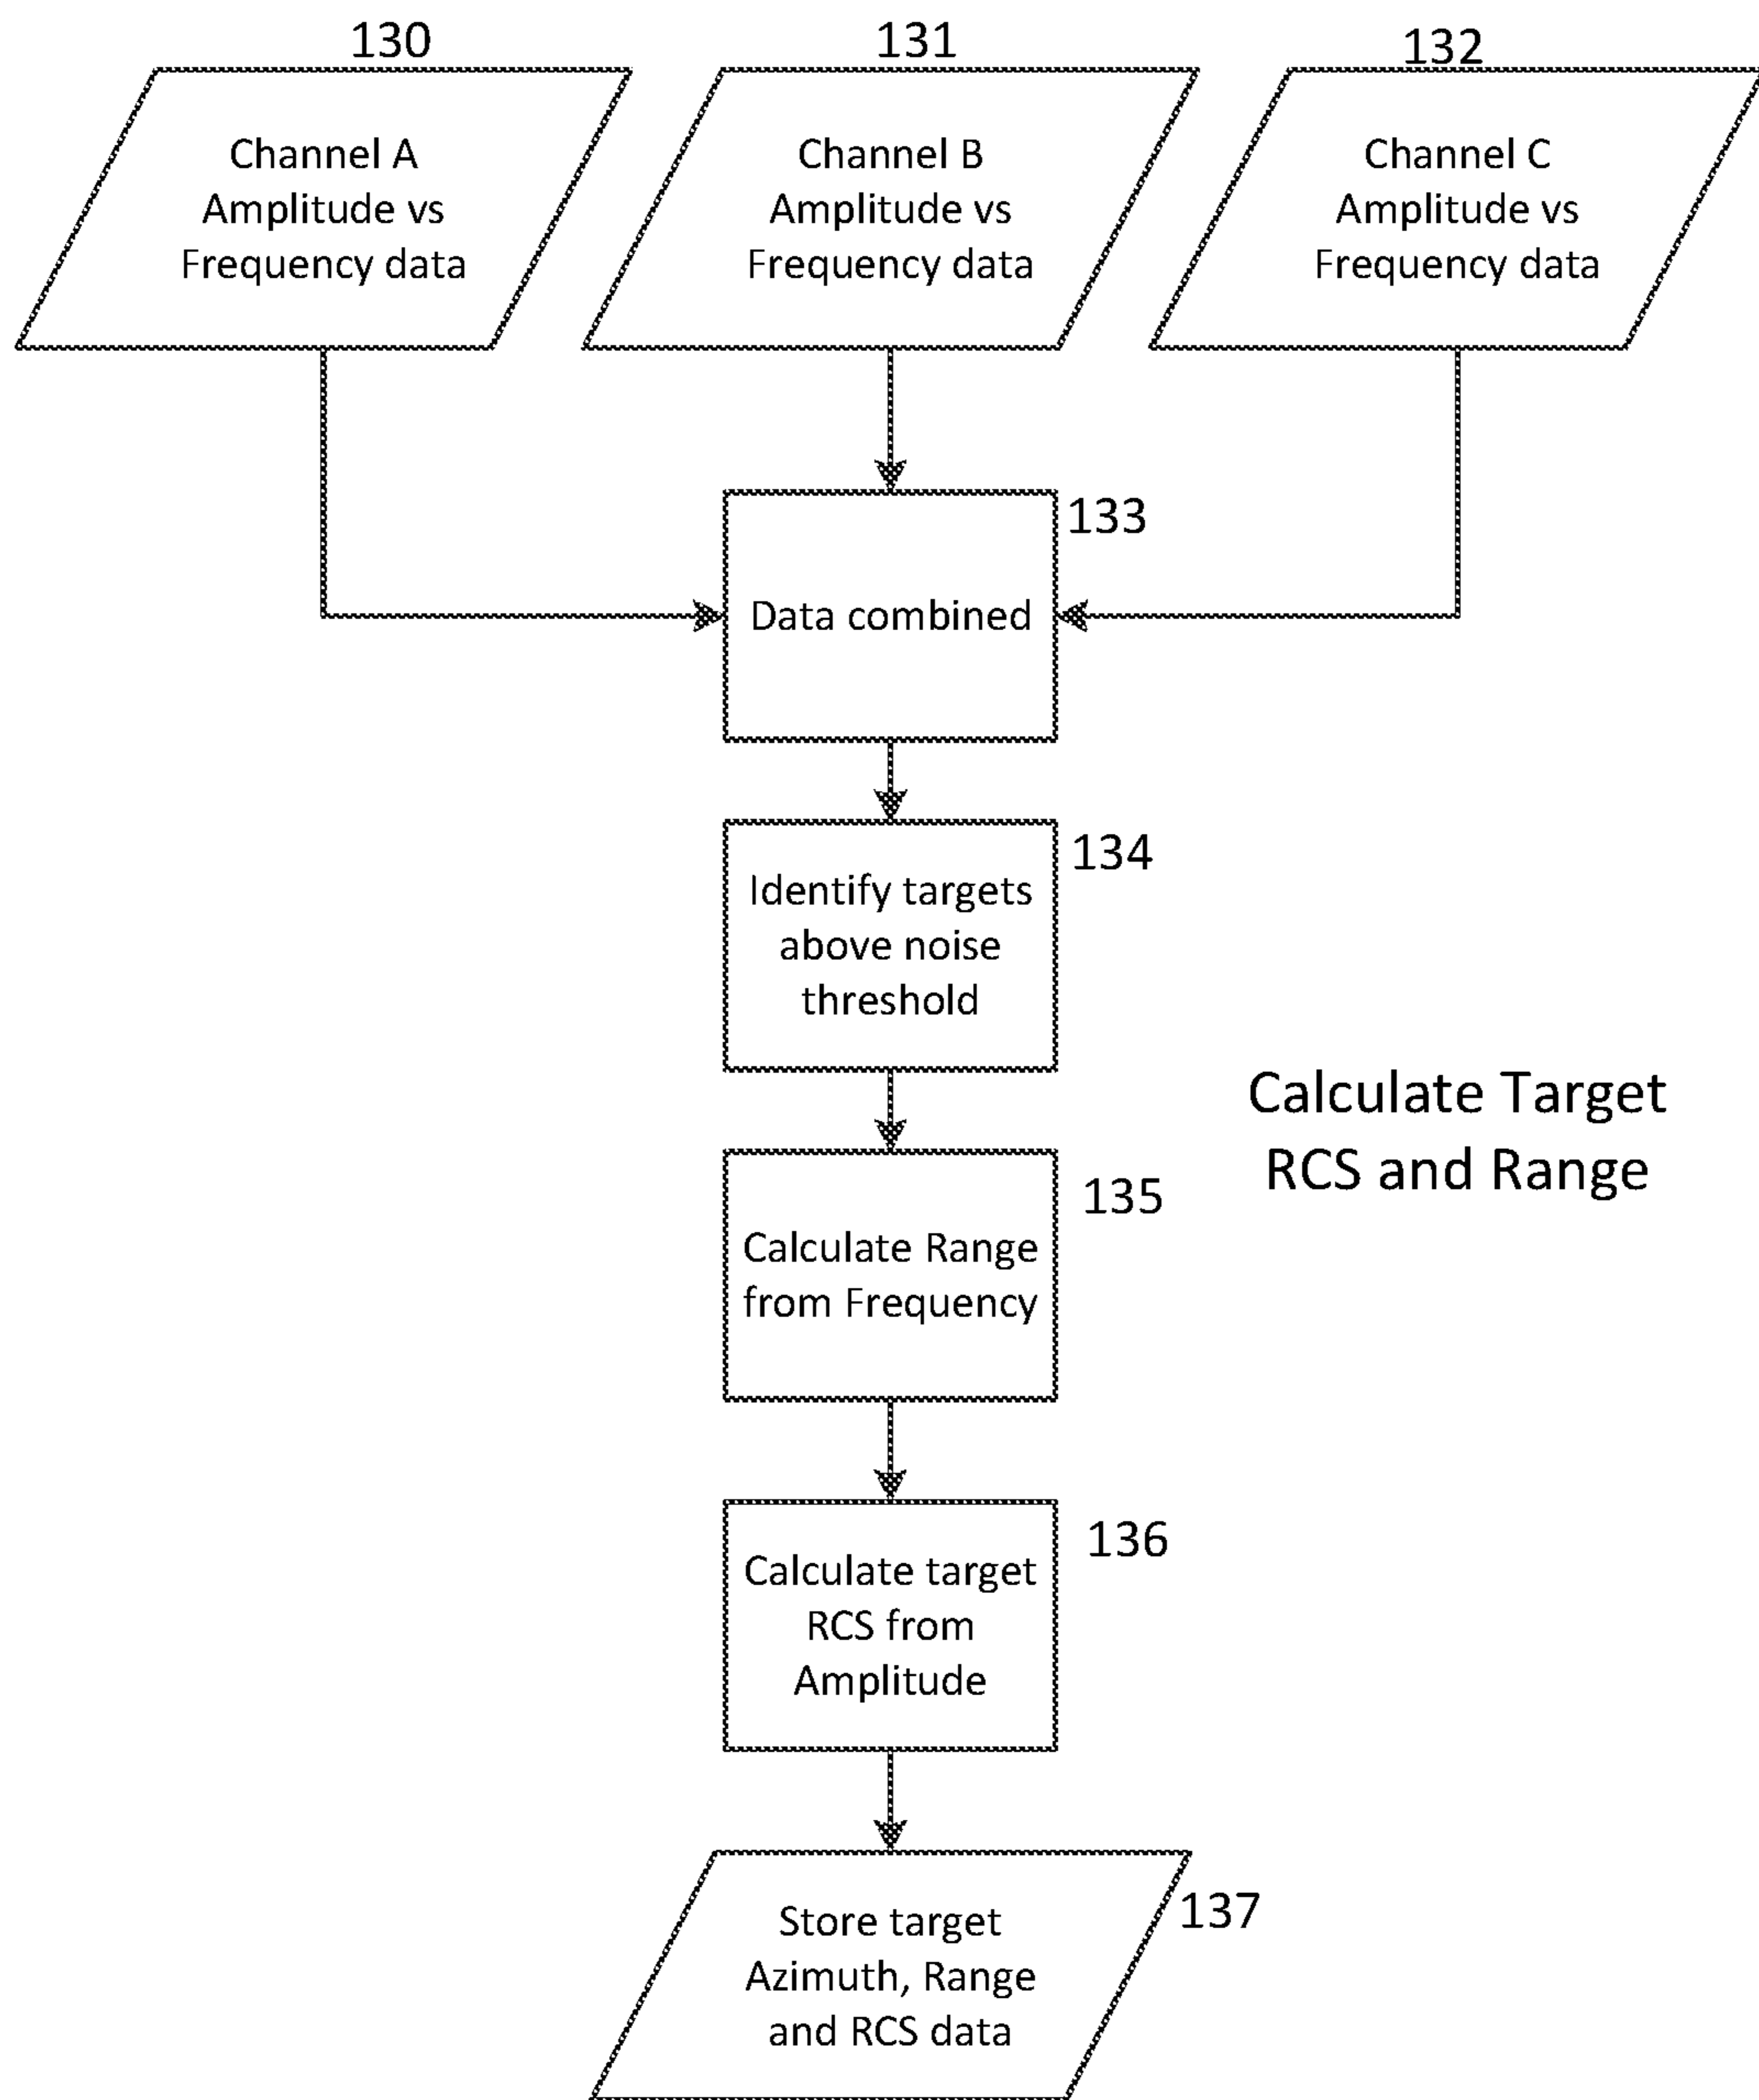 130
131
132
Channel A
Amplitude vs
Frequency data
Channel B
Amplitude vs
Frequency data
Channel C
Amplitude vs
Frequency data
133
Data combined
134
Identify targets
above noise
threshold
Calculate Target
RCS and Range
135
Calculate Range
from Frequency
136
Calculate target
RCS from
Amplitude
137
Store target
Azimuth, Range
and RCS data